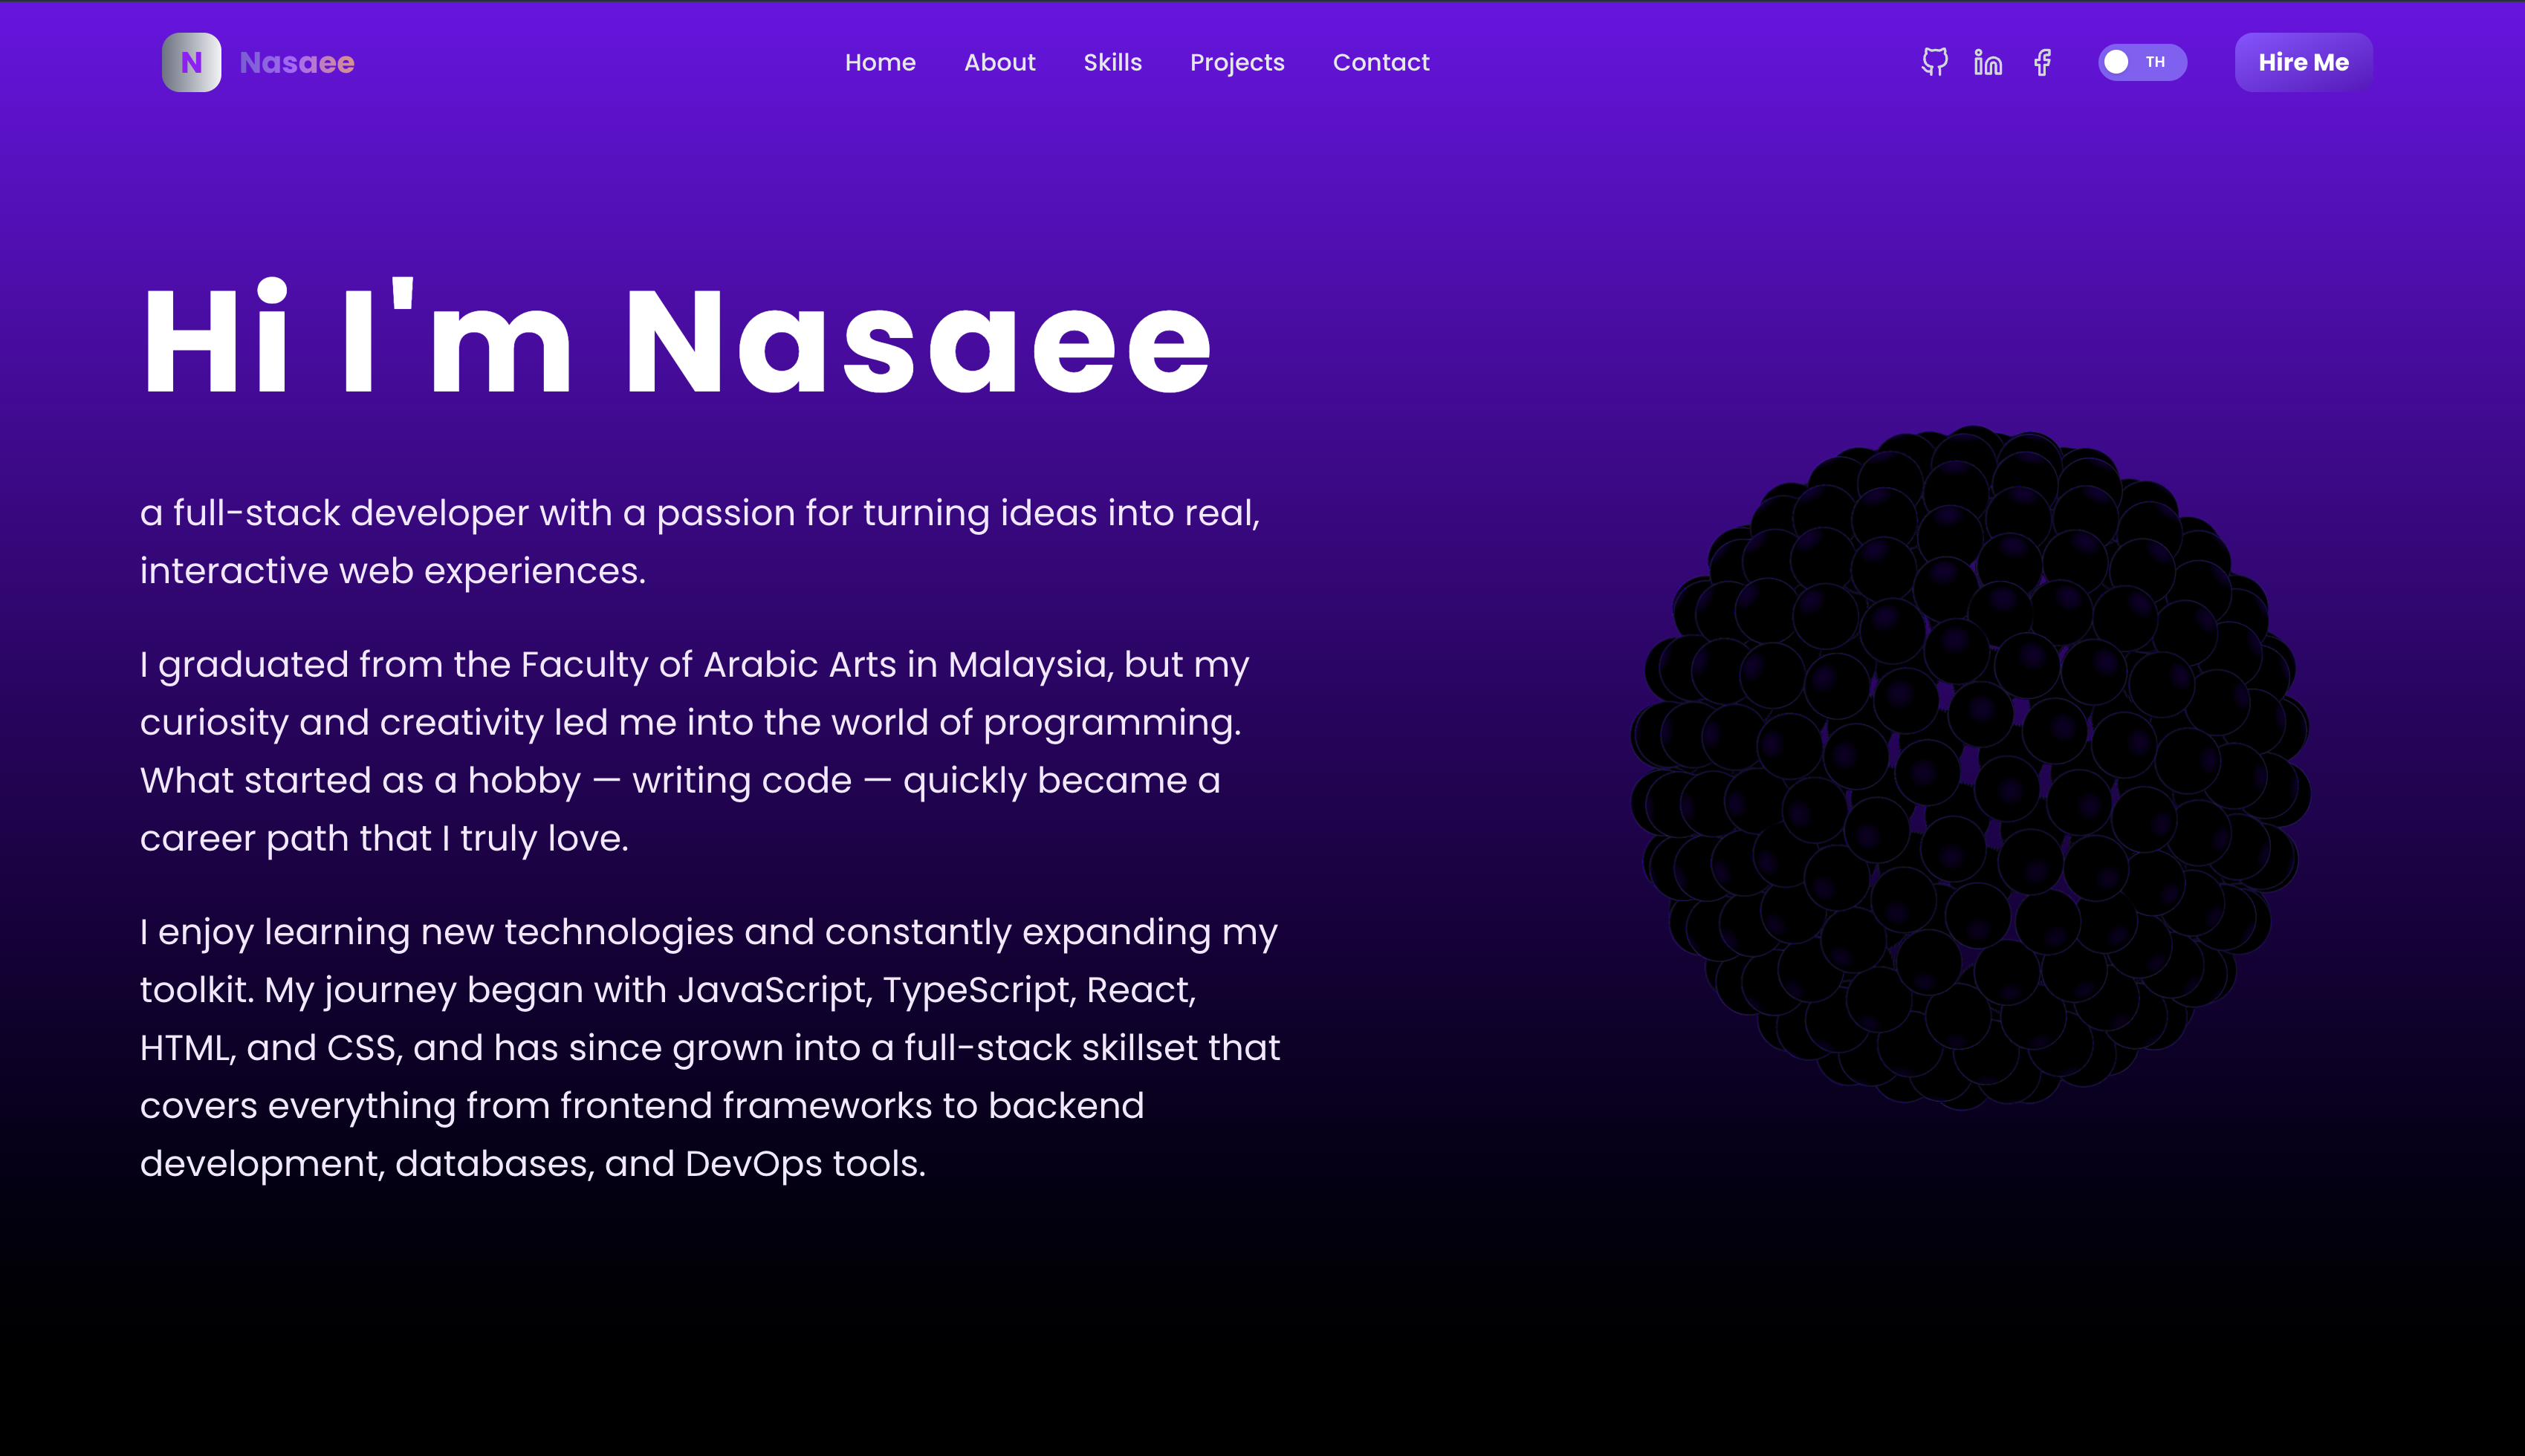 N Nasaee Home About Skills Projects Contact TH Hire Me
Hi I'm Nasaee
a full-stack developer with a passion for turning ideas into real,
interactive web experiences.
I graduated from the Faculty of Arabic Arts in Malaysia, but my
curiosity and creativity led me into the world of programming.
What started as a hobby — writing code — quickly became a
career path that I truly love.
I enjoy learning new technologies and constantly expanding my
toolkit. My journey began with JavaScript, TypeScript, React,
HTML, and CSS, and has since grown into a full-stack skillset that
covers everything from frontend frameworks to backend
development, databases, and DevOps tools.